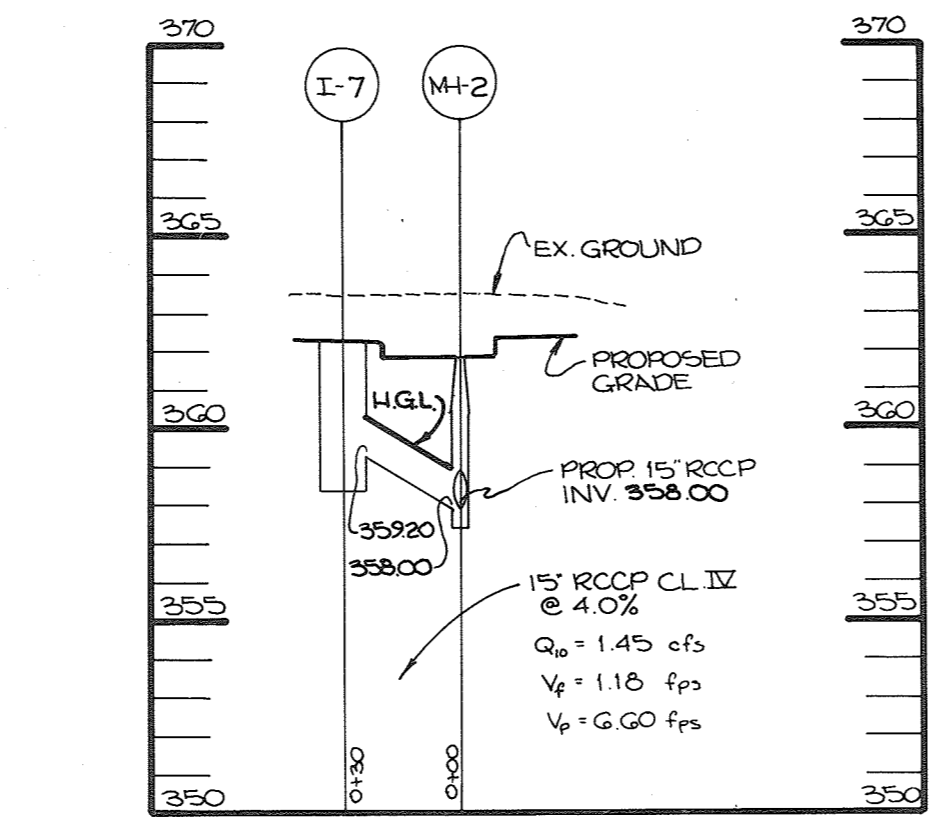 370
370
I-7
MH-2
365
365
EX. GROUND
PROPOSED
GRADE
H.G.L.
360
360
PROP. 15" RCCP
INV. 358.00
359.20
358.00
15" RCCP CL. IV
@ 4.0%
355
355
Q10 = 1.45 cfs
Vf = 1.18 fps
Vp = 6.60 fps
0+30
0+00
350
350